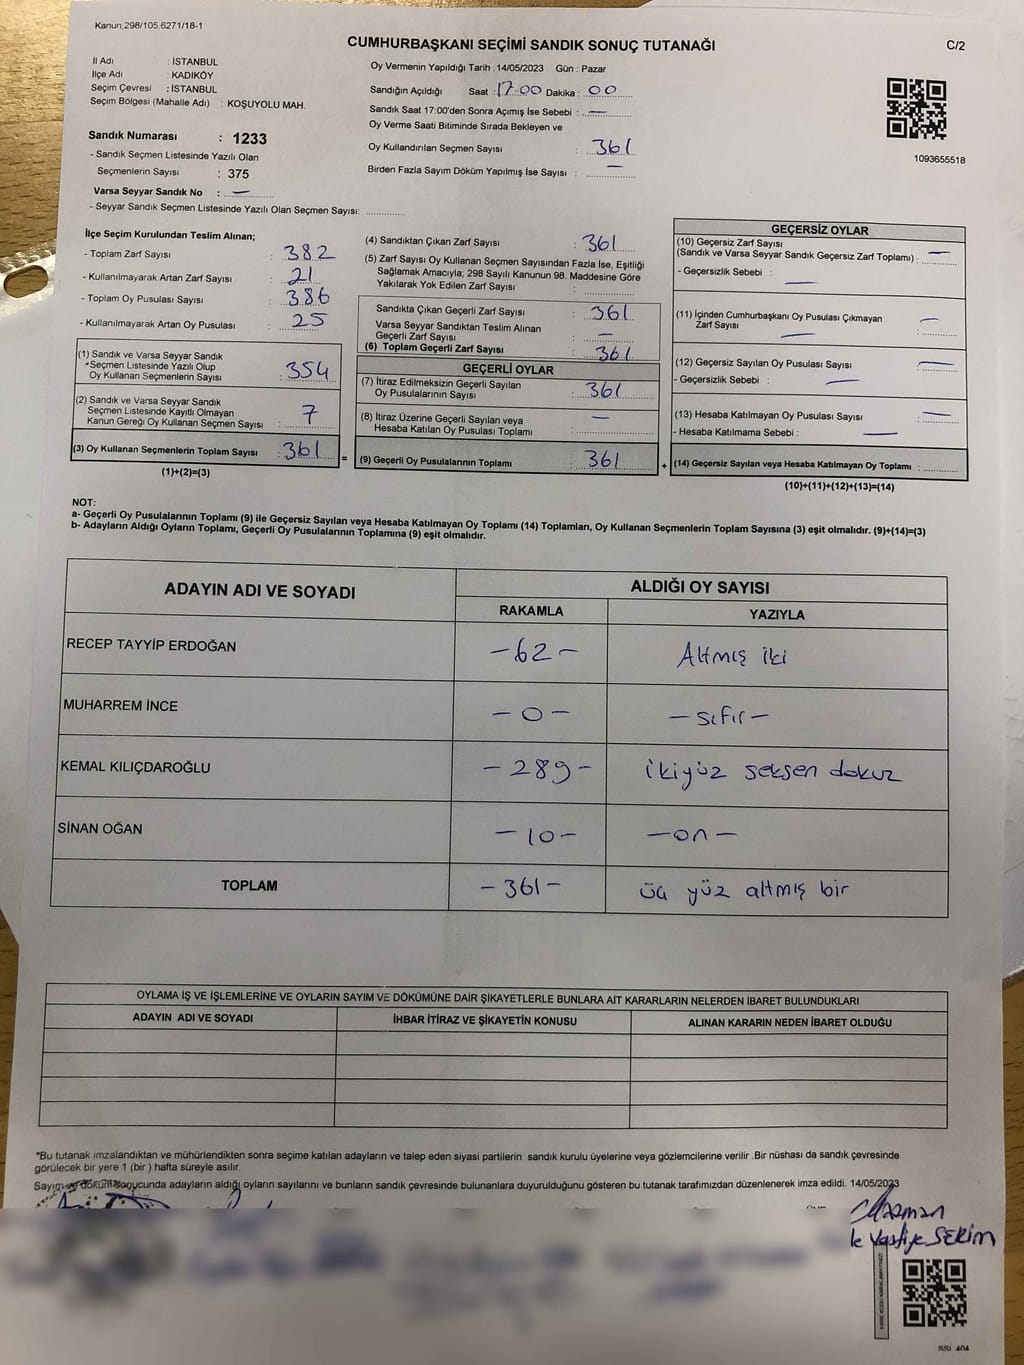 Kanun.298/105.6271/18-1
CUMHURBAŞKANI SEÇİMİ SANDIK SONUÇ TUTANAĞI
C/2
İl Adı : İSTANBUL
İlçe Adı : KADIKÖY
Seçim Çevresi : İSTANBUL
Seçim Bölgesi (Mahalle Adı) : KOŞUYOLU MAH.
Sandık Numarası : 1233
- Sandık Seçmen Listesinde Yazılı Olan
Seçmenlerin Sayısı : 375
Varsa Seyyar Sandık No : —
- Seyyar Sandık Seçmen Listesinde Yazılı Olan Seçmen Sayısı: ............
Oy Vermenin Yapıldığı Tarih : 14/05/2023 Gün : Pazar
Sandığın Açıldığı Saat : 17.00 Dakika : 00
Sandık Saat 17:00'den Sonra Açımış İse Sebebi : —
Oy Verme Saati Bitiminde Sırada Bekleyen ve
Oy Kullandırılan Seçmen Sayısı : 361
Birden Fazla Sayım Döküm Yapılmış İse Sayısı : —
1093655518
İlçe Seçim Kurulundan Teslim Alınan;
- Toplam Zarf Sayısı : 382
- Kullanılmayarak Artan Zarf Sayısı : 21
- Toplam Oy Pusulası Sayısı : 386
- Kullanılmayarak Artan Oy Pusulası : 25
(1) Sandık ve Varsa Seyyar Sandık
*Seçmen Listesinde Yazılı Olup
Oy Kullanan Seçmenlerin Sayısı : 354
(2) Sandık ve Varsa Seyyar Sandık
Seçmen Listesinde Kayıtlı Olmayan
Kanun Gereği Oy Kullanan Seçmen Sayısı : 7
(3) Oy Kullanan Seçmenlerin Toplam Sayısı : 361
(1)+(2)=(3)
(4) Sandıktan Çıkan Zarf Sayısı : 361
(5) Zarf Sayısı Oy Kullanan Seçmen Sayısından Fazla İse, Eşitliği
Sağlamak Amacıyla; 298 Sayılı Kanunun 98. Maddesine Göre
Yakılarak Yok Edilen Zarf Sayısı : ............
Sandıkta Çıkan Geçerli Zarf Sayısı : 361
Varsa Seyyar Sandıktan Teslim Alınan
Geçerli Zarf Sayısı : —
(6) Toplam Geçerli Zarf Sayısı : 361
GEÇERLİ OYLAR
(7) İtiraz Edilmeksizin Geçerli Sayılan
Oy Pusulalarının Sayısı : 361
(8) İtiraz Üzerine Geçerli Sayılan veya
Hesaba Katılan Oy Pusulası Toplamı : —
= (9) Geçerli Oy Pusulalarının Toplamı : 361 +
GEÇERSİZ OYLAR
(10) Geçersiz Zarf Sayısı
(Sandık ve Varsa Seyyar Sandık Geçersiz Zarf Toplamı) : —
- Geçersizlik Sebebi : —
(11) İçinden Cumhurbaşkanı Oy Pusulası Çıkmayan
Zarf Sayısı : —
(12) Geçersiz Sayılan Oy Pusulası Sayısı : —
- Geçersizlik Sebebi : —
(13) Hesaba Katılmayan Oy Pusulası Sayısı : —
- Hesaba Katılmama Sebebi : —
(14) Geçersiz Sayılan veya Hesaba Katılmayan Oy Toplamı : ............
(10)+(11)+(12)+(13)=(14)
NOT:
a- Geçerli Oy Pusulalarının Toplamı (9) ile Geçersiz Sayılan veya Hesaba Katılmayan Oy Toplamı (14) Toplamları, Oy Kullanan Seçmenlerin Toplam Sayısına (3) eşit olmalıdır. (9)+(14)=(3)
b- Adayların Aldığı Oyların Toplamı, Geçerli Oy Pusulalarının Toplamına (9) eşit olmalıdır.
ADAYIN ADI VE SOYADI
ALDIĞI OY SAYISI
RAKAMLA YAZIYLA
RECEP TAYYİP ERDOĞAN -62- Altmış iki
MUHARREM İNCE -0- -sıfır-
KEMAL KILIÇDAROĞLU -289- ikiyüz seksen dokuz
SİNAN OĞAN -10- -on-
TOPLAM -361- üç yüz altmış bir
OYLAMA İŞ VE İŞLEMLERİNE VE OYLARIN SAYIM VE DÖKÜMÜNE DAİR ŞİKAYETLERLE BUNLARA AİT KARARLARIN NELERDEN İBARET BULUNDUKLARI
ADAYIN ADI VE SOYADI İHBAR İTİRAZ VE ŞİKAYETİN KONUSU ALINAN KARARIN NEDEN İBARET OLDUĞU
*Bu tutanak imzalandıktan ve mühürlendikten sonra seçime katılan adayların ve talep eden siyasi partilerin sandık kurulu üyelerine veya gözlemcilerine verilir .Bir nüshası da sandık çevresinde
görülecek bir yere 1 (bir ) hafta süreyle asılır.
Sayım ve döküm sonucunda adayların aldığı oyların sayılarını ve bunların sandık çevresinde bulunanlara duyurulduğunu gösteren bu tutanak tarafımızdan düzenlenerek imza edildi. 14/05/2023